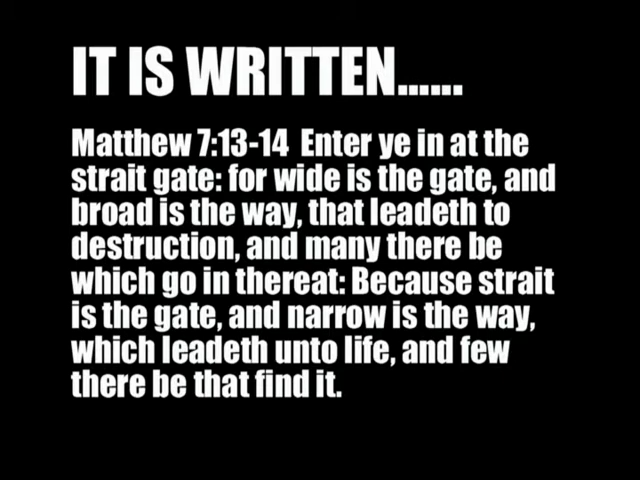 IT IS WRITTEN......
Matthew 7:13-14 Enter ye in at the
strait gate: for wide is the gate, and
broad is the way, that leadeth to
destruction, and many there be
which go in thereat: Because strait
is the gate, and narrow is the way,
which leadeth unto life, and few
there be that find it.